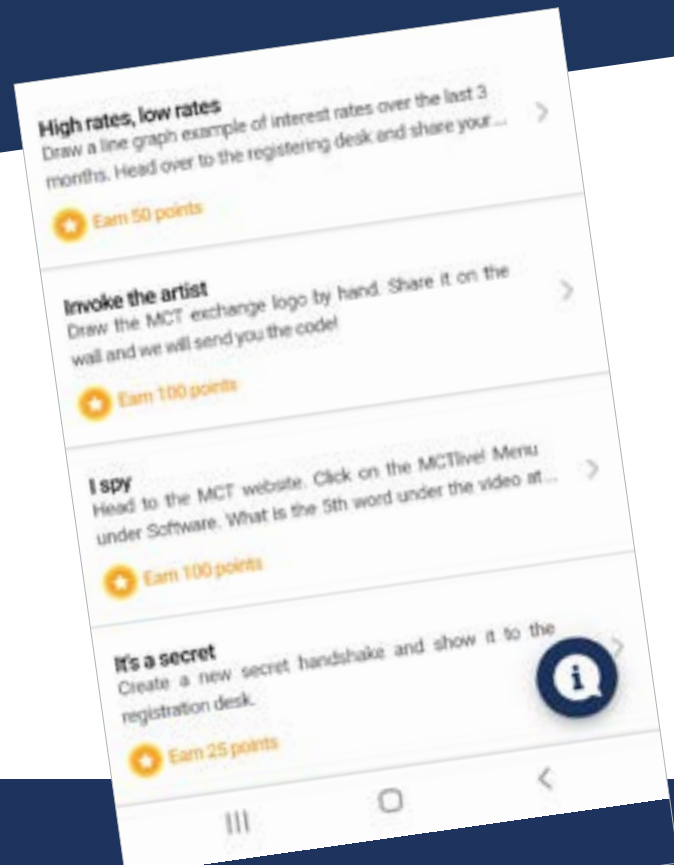 High rates, low rates
Draw a line graph example of interest rates over the last 3
months. Head over to the registering desk and share your...
Earn 50 points
Invoke the artist
Draw the MCT exchange logo by hand. Share it on the
wall and we will send you the code!
Earn 100 points
I spy
Head to the MCT website. Click on the MCTlive! Menu
under Software. What is the 5th word under the video at...
Earn 100 points
It's a secret
Create a new secret handshake and show it to the
registration desk.
Earn 25 points